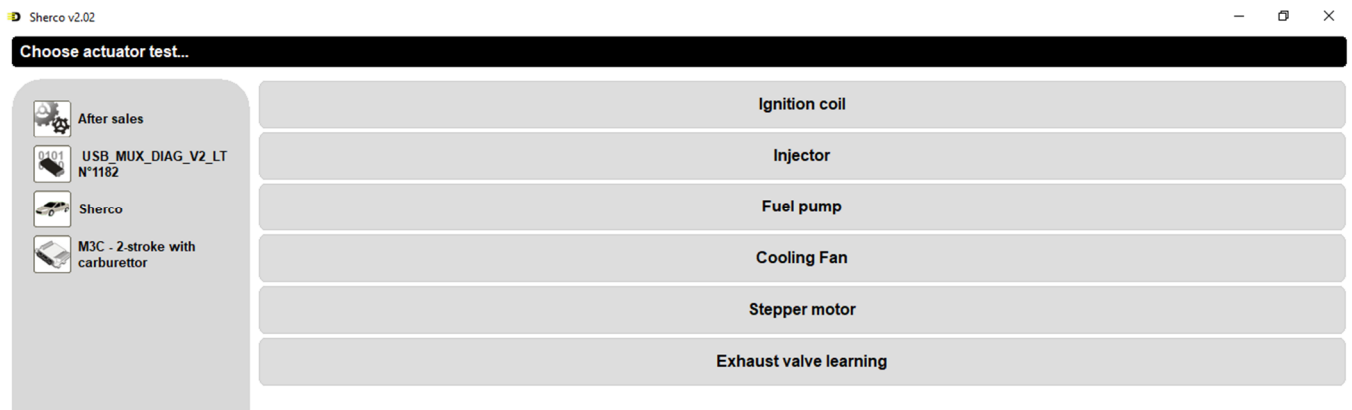 Sherco v2.02
Choose actuator test...
After sales
USB_MUX_DIAG_V2_LT
N°1182
Sherco
M3C - 2-stroke with
carburettor
Ignition coil
Injector
Fuel pump
Cooling Fan
Stepper motor
Exhaust valve learning